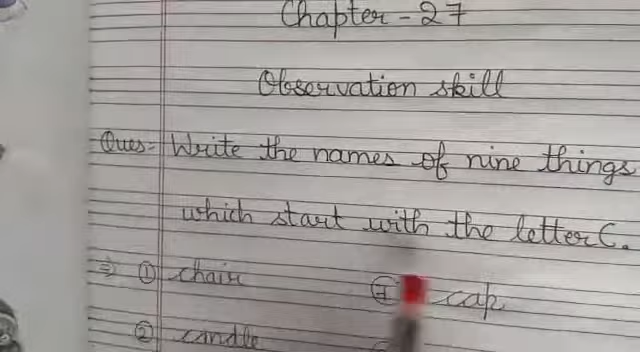 Chapter - 27
Observation skill
Ques- Write the names of nine things
which start with the letter C.
⇒ ① chair ⑦ cap
② candle